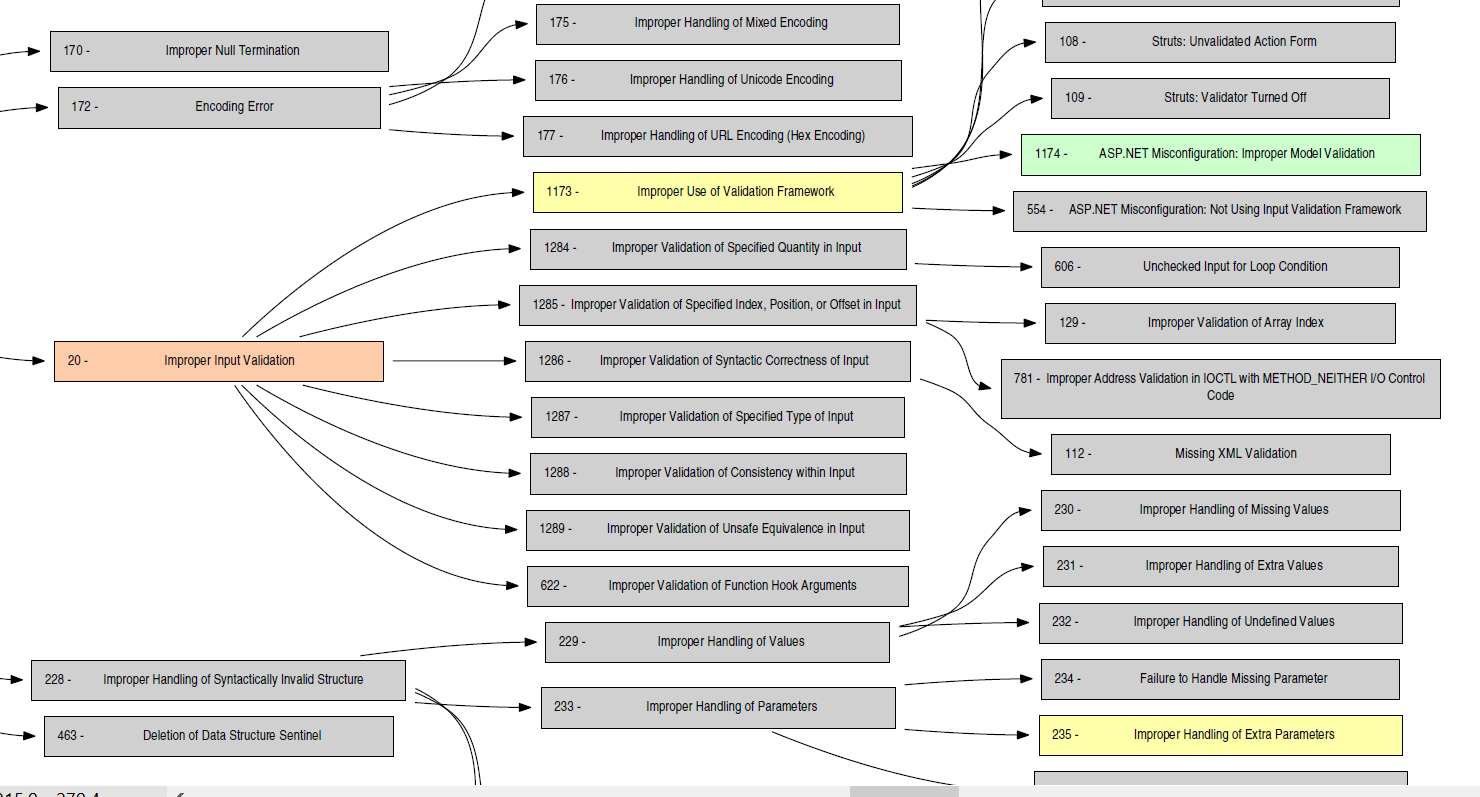 170 - Improper Null Termination
172 - Encoding Error
20 - Improper Input Validation
228 - Improper Handling of Syntactically Invalid Structure
463 - Deletion of Data Structure Sentinel
175 - Improper Handling of Mixed Encoding
176 - Improper Handling of Unicode Encoding
177 - Improper Handling of URL Encoding (Hex Encoding)
1173 - Improper Use of Validation Framework
1284 - Improper Validation of Specified Quantity in Input
1285 - Improper Validation of Specified Index, Position, or Offset in Input
1286 - Improper Validation of Syntactic Correctness of Input
1287 - Improper Validation of Specified Type of Input
1288 - Improper Validation of Consistency within Input
1289 - Improper Validation of Unsafe Equivalence in Input
622 - Improper Validation of Function Hook Arguments
229 - Improper Handling of Values
233 - Improper Handling of Parameters
108 - Struts: Unvalidated Action Form
109 - Struts: Validator Turned Off
1174 - ASP.NET Misconfiguration: Improper Model Validation
554 - ASP.NET Misconfiguration: Not Using Input Validation Framework
606 - Unchecked Input for Loop Condition
129 - Improper Validation of Array Index
781 - Improper Address Validation in IOCTL with METHOD_NEITHER I/O Control
Code
112 - Missing XML Validation
230 - Improper Handling of Missing Values
231 - Improper Handling of Extra Values
232 - Improper Handling of Undefined Values
234 - Failure to Handle Missing Parameter
235 - Improper Handling of Extra Parameters